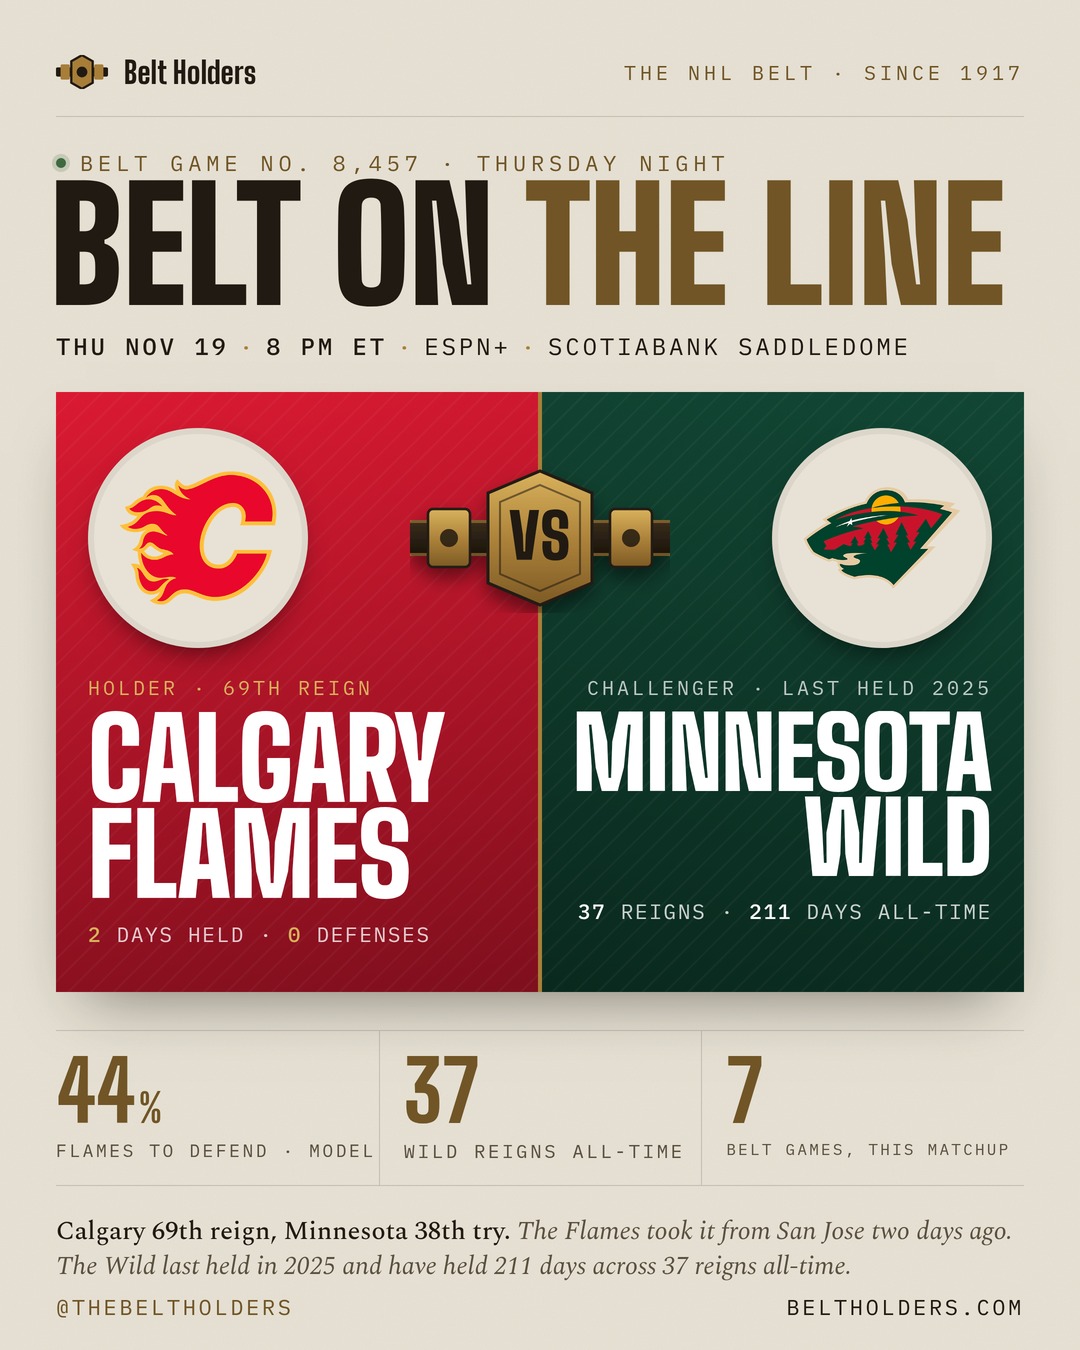 Belt Holders
THE NHL BELT · SINCE 1917
BELT GAME NO. 8,457 · THURSDAY NIGHT
BELT ON THE LINE
THU NOV 19 · 8 PM ET · ESPN+ · SCOTIABANK SADDLEDOME
C
VS
HOLDER · 69TH REIGN
CALGARY
FLAMES
2 DAYS HELD · 0 DEFENSES
CHALLENGER · LAST HELD 2025
MINNESOTA
WILD
37 REIGNS · 211 DAYS ALL-TIME
44%
FLAMES TO DEFEND · MODEL
37
WILD REIGNS ALL-TIME
7
BELT GAMES, THIS MATCHUP
Calgary 69th reign, Minnesota 38th try. The Flames took it from San Jose two days ago.
The Wild last held in 2025 and have held 211 days across 37 reigns all-time.
@THEBELTHOLDERS
BELTHOLDERS.COM